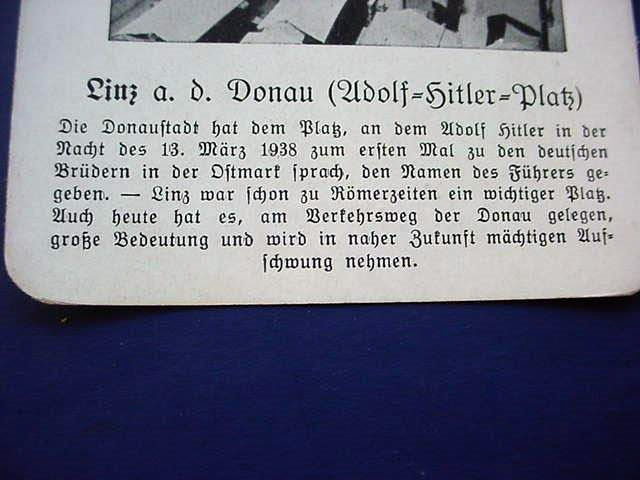 Linz a. d. Donau (Adolf-Hitler-Platz)
Die Donaustadt hat dem Platz, an dem Adolf Hitler in der
Nacht des 13. März 1938 zum ersten Mal zu den deutschen
Brüdern in der Ostmark sprach, den Namen des Führers ge-
geben. — Linz war schon zu Römerzeiten ein wichtiger Platz.
Auch heute hat es, am Verkehrsweg der Donau gelegen,
große Bedeutung und wird in naher Zukunft mächtigen Auf-
schwung nehmen.